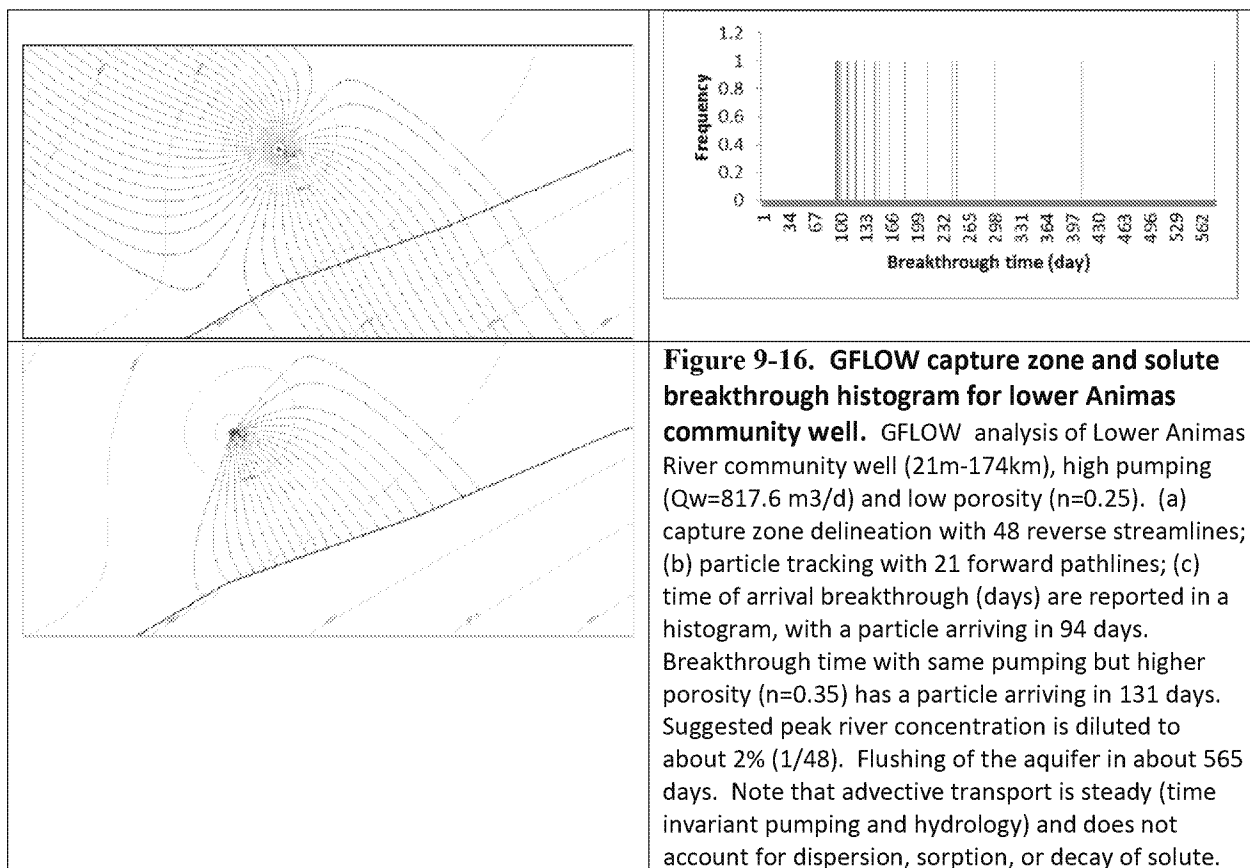 1.2
1
0.8
0.6
0.4
0.2
0
Frequency
1
34
67
100
133
166
199
232
265
298
331
364
397
430
463
496
529
562
Breakthrough time (day)
Figure 9-16. GFLOW capture zone and solute
breakthrough histogram for lower Animas
community well. GFLOW analysis of Lower Animas
River community well (21m-174km), high pumping
(Qw=817.6 m3/d) and low porosity (n=0.25). (a)
capture zone delineation with 48 reverse streamlines;
(b) particle tracking with 21 forward pathlines; (c)
time of arrival breakthrough (days) are reported in a
histogram, with a particle arriving in 94 days.
Breakthrough time with same pumping but higher
porosity (n=0.35) has a particle arriving in 131 days.
Suggested peak river concentration is diluted to
about 2% (1/48). Flushing of the aquifer in about 565
days. Note that advective transport is steady (time
invariant pumping and hydrology) and does not
account for dispersion, sorption, or decay of solute.